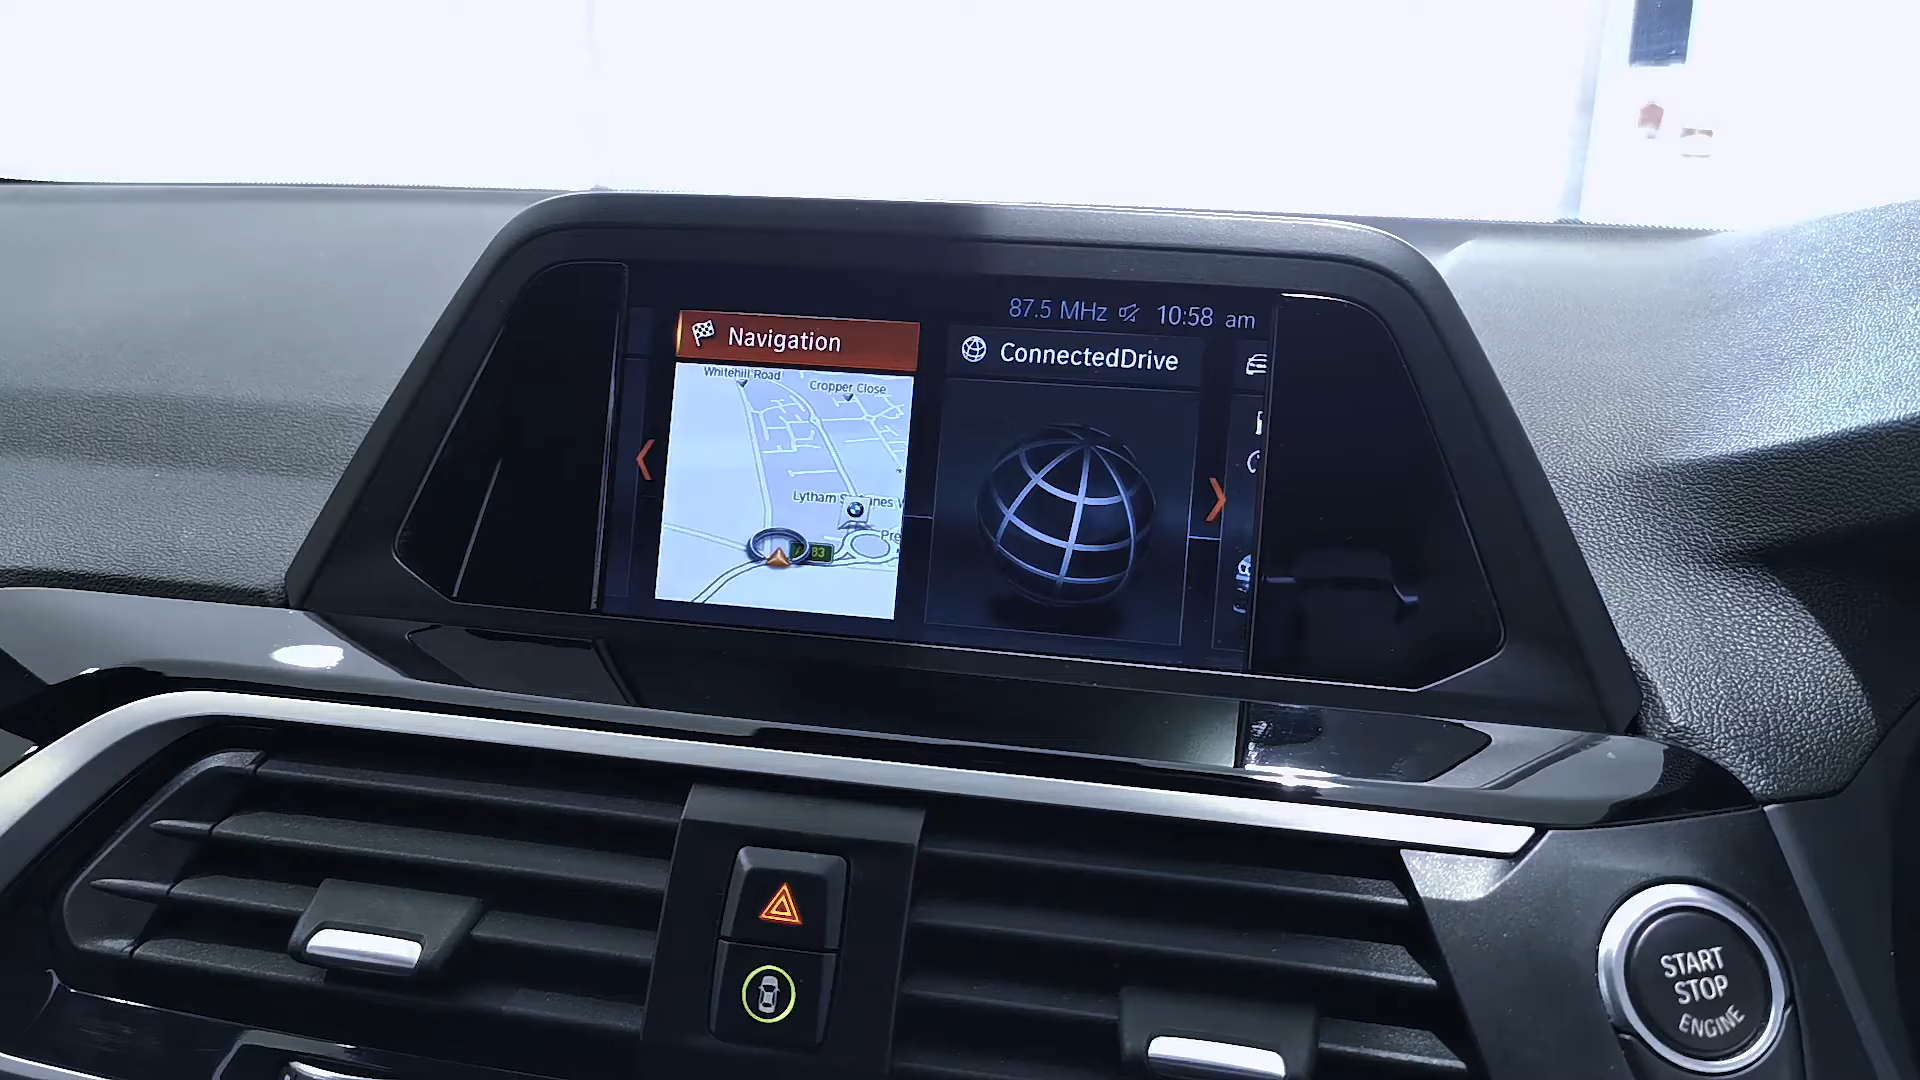 87.5 MHz 10:58 am
Navigation
ConnectedDrive
Whitehill Road
Cropper Close
Lytham
83
START
STOP
ENGINE